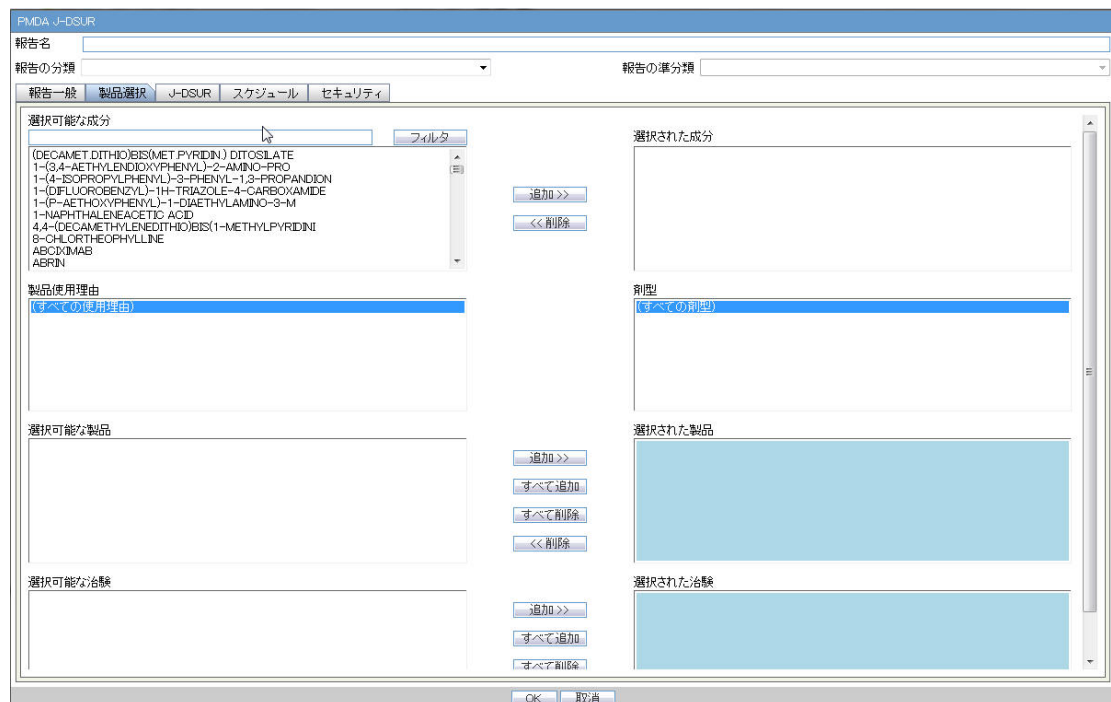 PMDA J-DSUR
報告名
報告の分類 報告の準分類
報告一般 製品選択 J-DSUR スケジュール セキュリティ
選択可能な成分
選択された成分
フィルタ
(DECAMET.DITHIO)BIS(MET.PYRIDIN.) DITOSILATE
1-(3,4-AETHYLENDIOXYPHENYL)-2-AMINO-PRO
1-(4-ISOPROPYLPHENYL)-3-PHENYL-1,3-PROPANDION
1-(DIFLUOROBENZYL)-1H-TRIAZOLE-4-CARBOXAMIDE
1-(P-AETHOXYPHENYL)-1-DIAETHYLAMINO-3-M
1-NAPHTHALENEACETIC ACID
4,4-(DECAMETHYLENEDITHIO)BIS(1-METHYLPYRIDINI
8-CHLORTHEOPHYLLINE
ABCIXIMAB
ABRIN
追加>>
<<削除
製品使用理由 剤型
(すべての使用理由) (すべての剤型)
選択可能な製品 選択された製品
追加>>
すべて追加
すべて削除
<<削除
選択可能な治験 選択された治験
追加>>
すべて追加
すべて削除
OK 取消